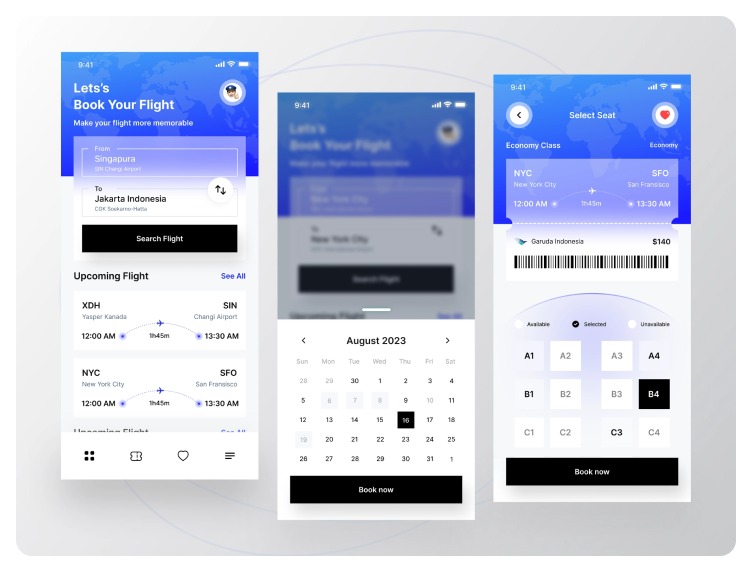 9:41
Lets's
Book Your Flight
Make your flight more memorable
From
Singapura
SIN Changi Airport
To
Jakarta Indonesia
CGK Soekarno-Hatta
Search Flight
Upcoming Flight See All
XDH SIN
Yasper Kanada Changi Airport
12:00 AM 1h45m 13:30 AM
NYC SFO
New York City San Fransisco
12:00 AM 1h45m 13:30 AM
Upcoming Flight See All
9:41
Lets's
Book Your Flight
Make your flight more memorable
To
New York City
Search Flight
Upcoming Flight See All
August 2023
Sun Mon Tue Wed Thu Fri Sat
28 29 30 1 2 3 4
5 6 7 8 9 10 11
12 13 14 15 16 17 18
19 20 21 22 23 24 25
26 27 28 29 30 31 1
Book now
9:41
Select Seat
Economy Class Economy
NYC SFO
New York City San Fransisco
12:00 AM 1h45m 13:30 AM
Garuda Indonesia $140
Available Selected Unavailable
A1 A2 A3 A4
B1 B2 B3 B4
C1 C2 C3 C4
Book now